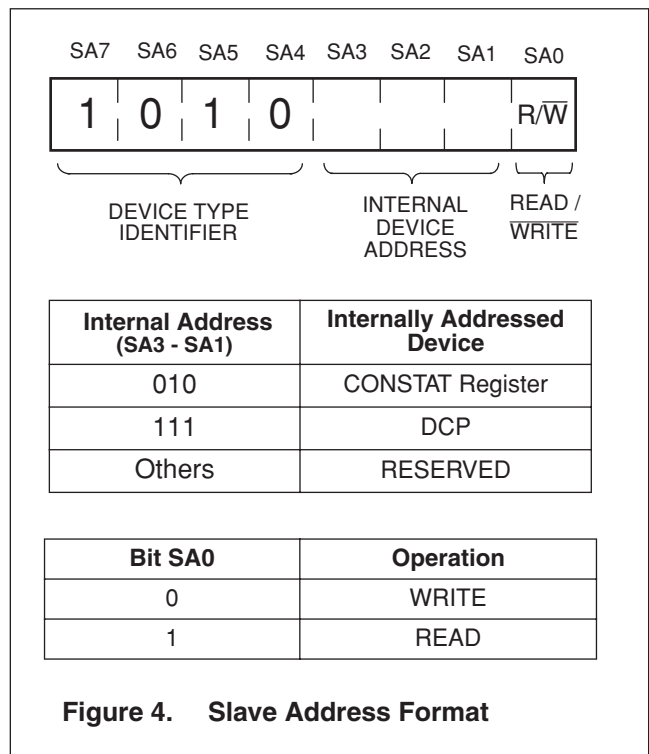 SA7 SA6 SA5 SA4 SA3 SA2 SA1 SA0
1 0 1 0 R/W̅
DEVICE TYPE
IDENTIFIER
INTERNAL
DEVICE
ADDRESS
READ /
W̅R̅I̅T̅E̅
Internal Address
(SA3 - SA1)
Internally Addressed
Device
010 CONSTAT Register
111 DCP
Others RESERVED
Bit SA0 Operation
0 WRITE
1 READ
Figure 4. Slave Address Format